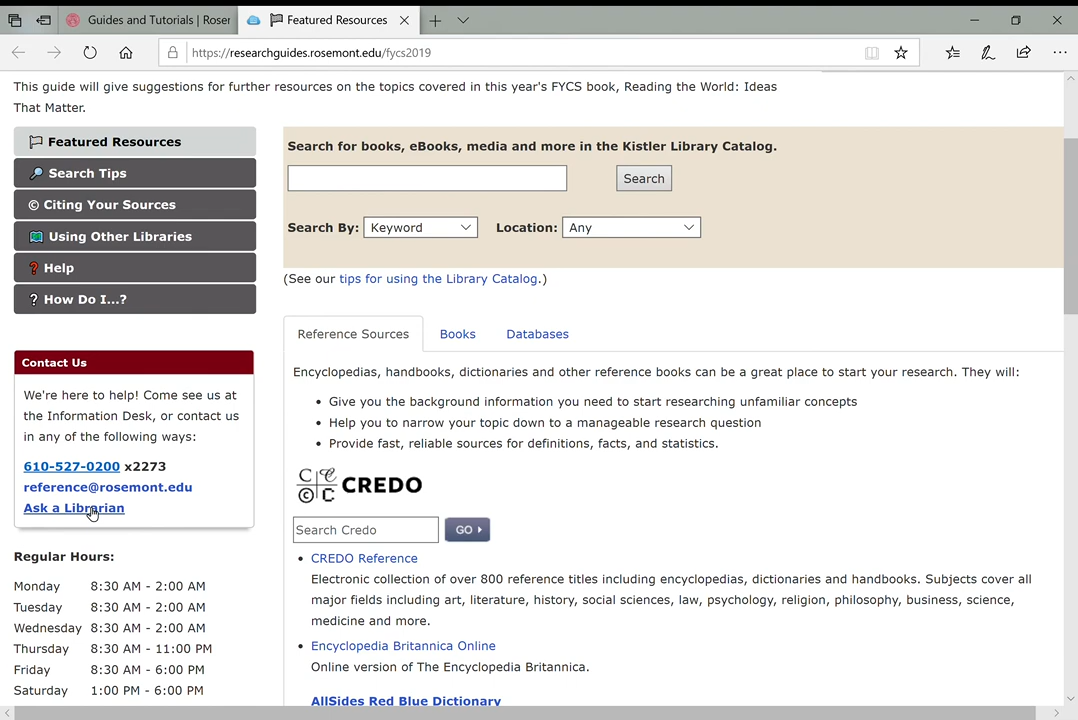 Guides and Tutorials | Roser
Featured Resources
https://researchguides.rosemont.edu/fycs2019
This guide will give suggestions for further resources on the topics covered in this year's FYCS book, Reading the World: Ideas
That Matter.
Featured Resources
Search Tips
© Citing Your Sources
Using Other Libraries
? Help
? How Do I...?
Contact Us
We're here to help! Come see us at
the Information Desk, or contact us
in any of the following ways:
610-527-0200 x2273
reference@rosemont.edu
Ask a Librarian
Regular Hours:
Monday 8:30 AM - 2:00 AM
Tuesday 8:30 AM - 2:00 AM
Wednesday 8:30 AM - 2:00 AM
Thursday 8:30 AM - 11:00 PM
Friday 8:30 AM - 6:00 PM
Saturday 1:00 PM - 6:00 PM
Search for books, eBooks, media and more in the Kistler Library Catalog.
Search
Search By: Keyword Location: Any
(See our tips for using the Library Catalog.)
Reference Sources Books Databases
Encyclopedias, handbooks, dictionaries and other reference books can be a great place to start your research. They will:
• Give you the background information you need to start researching unfamiliar concepts
• Help you to narrow your topic down to a manageable research question
• Provide fast, reliable sources for definitions, facts, and statistics.
CREDO
Search Credo GO
• CREDO Reference
Electronic collection of over 800 reference titles including encyclopedias, dictionaries and handbooks. Subjects cover all
major fields including art, literature, history, social sciences, law, psychology, religion, philosophy, business, science,
medicine and more.
• Encyclopedia Britannica Online
Online version of The Encyclopedia Britannica.
AllSides Red Blue Dictionary